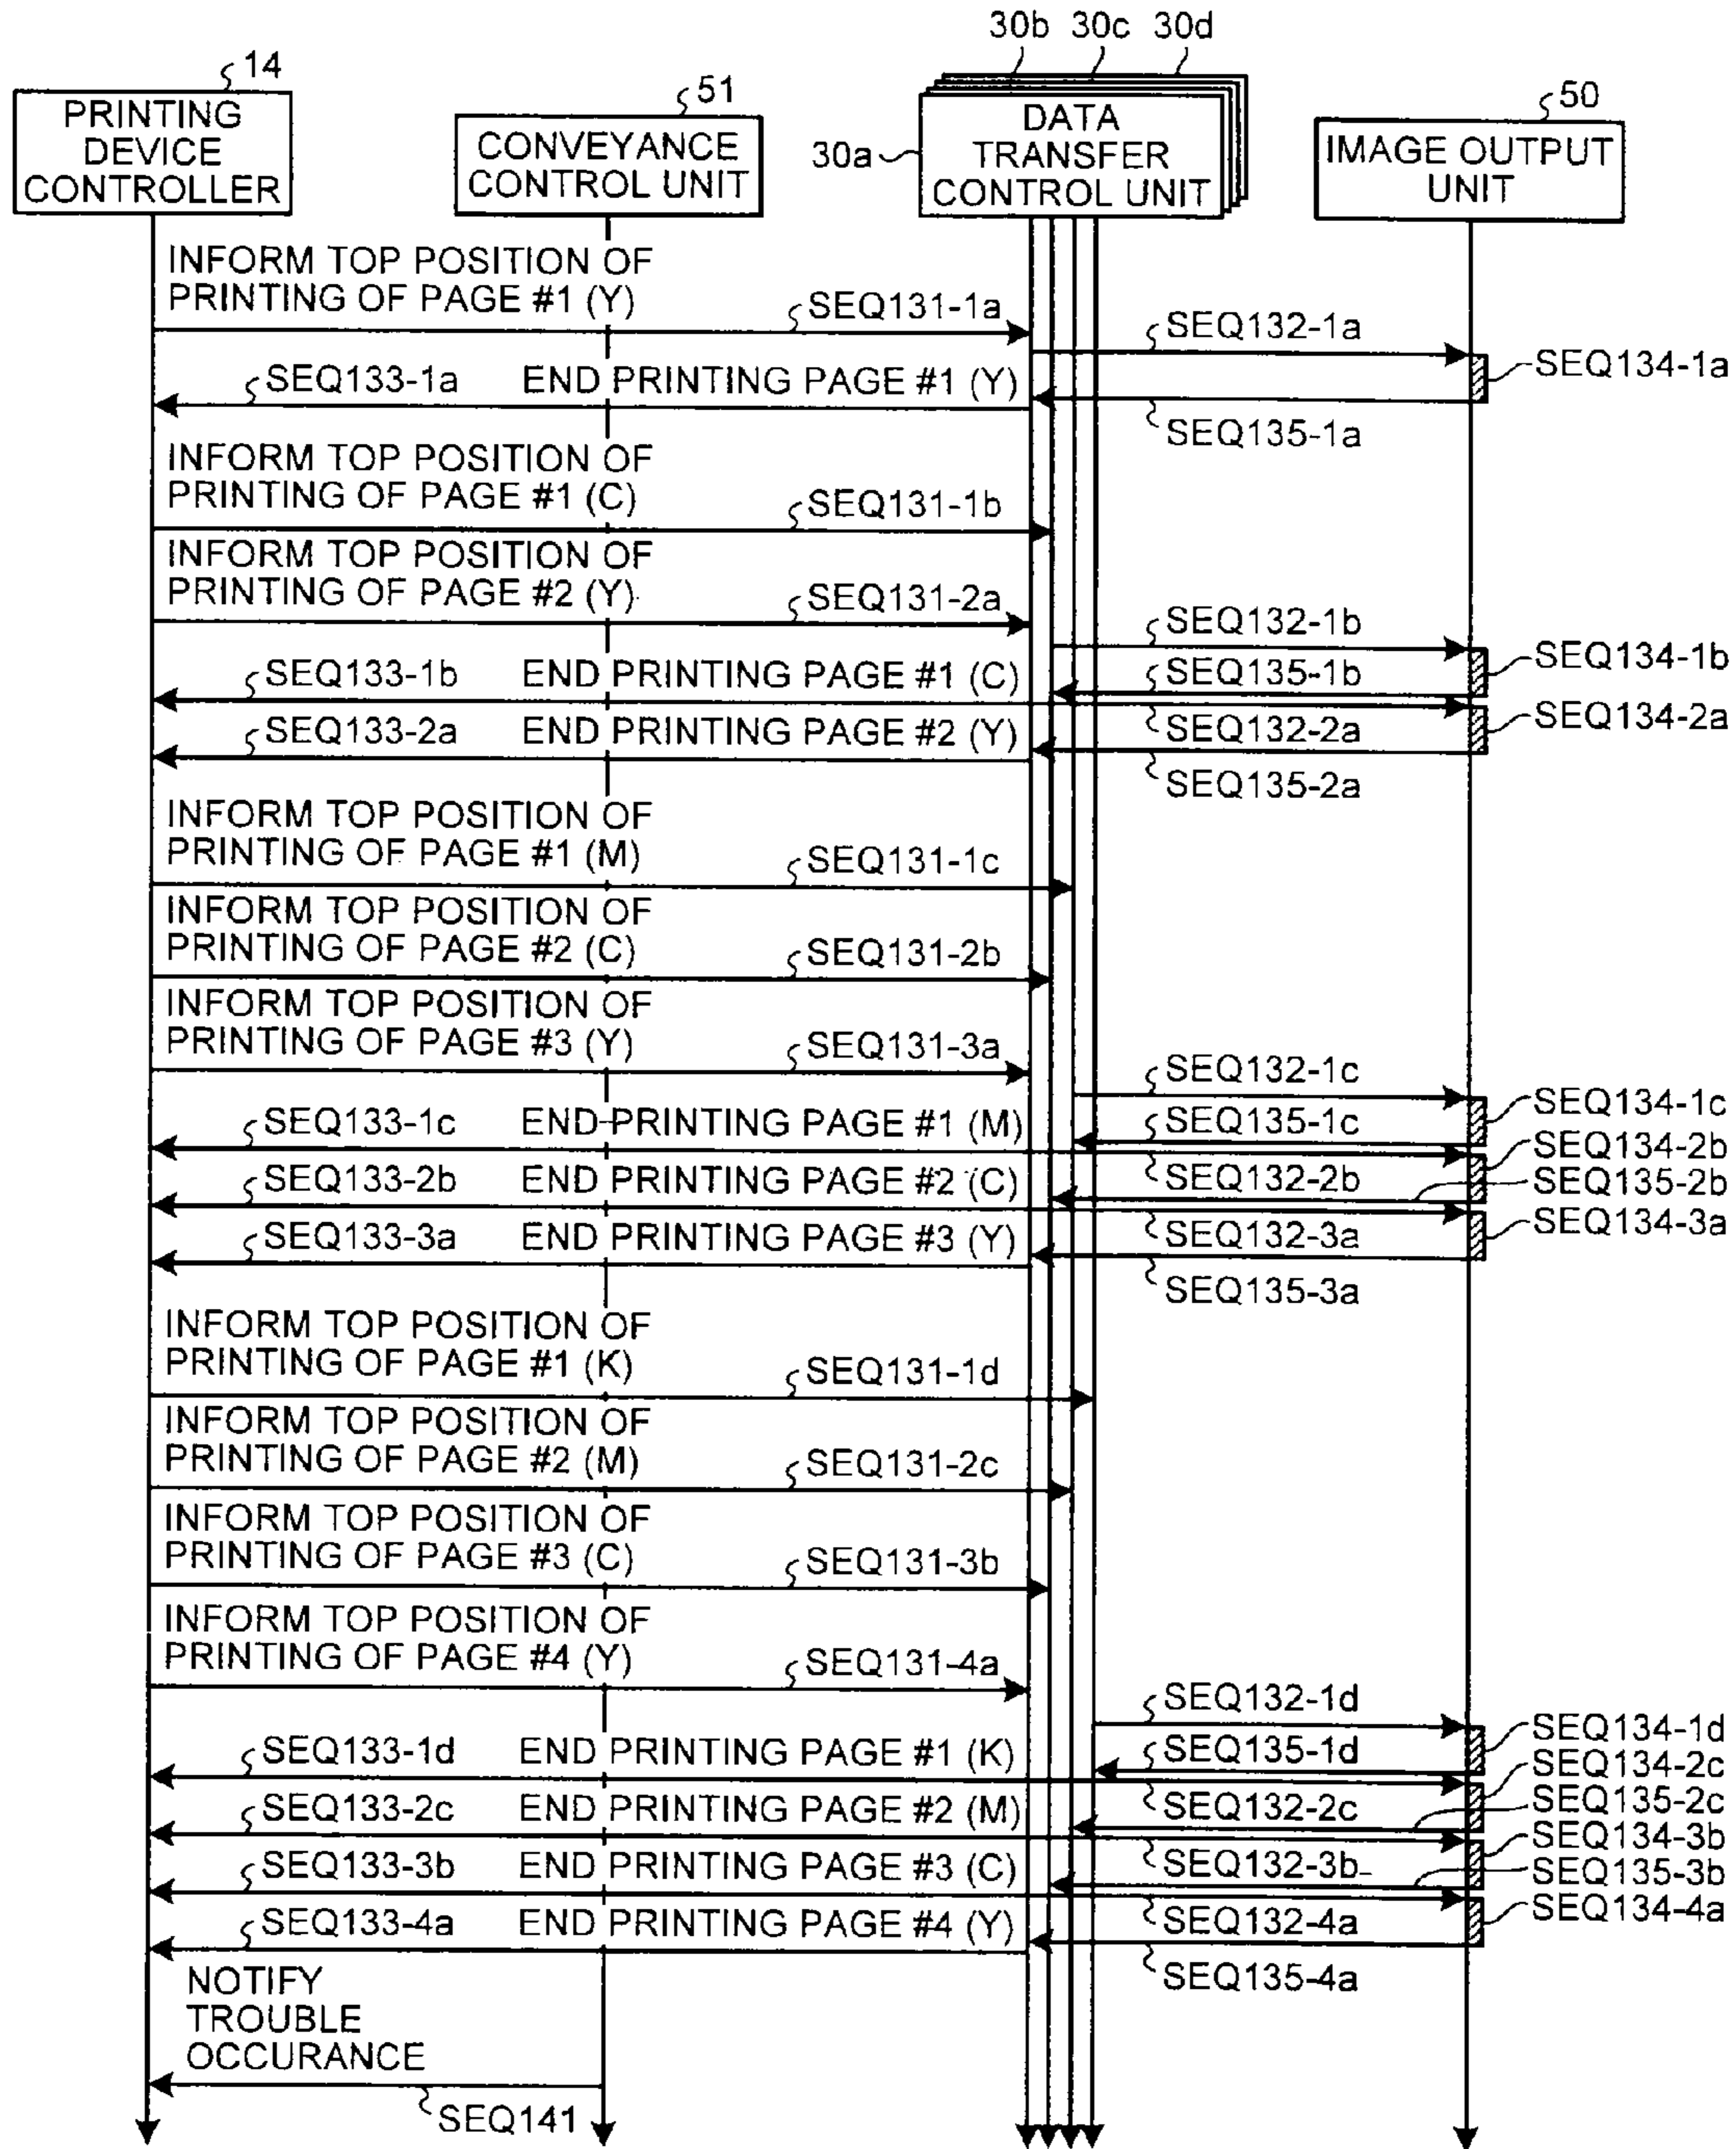 30b 30c 30d
14
51
50
PRINTING
DEVICE
CONTROLLER
CONVEYANCE
CONTROL UNIT
30a
DATA
TRANSFER
CONTROL UNIT
IMAGE OUTPUT
UNIT
INFORM TOP POSITION OF
PRINTING OF PAGE #1 (Y)
SEQ131-1a
SEQ132-1a
SEQ134-1a
SEQ133-1a
END PRINTING PAGE #1 (Y)
SEQ135-1a
INFORM TOP POSITION OF
PRINTING OF PAGE #1 (C)
SEQ131-1b
INFORM TOP POSITION OF
PRINTING OF PAGE #2 (Y)
SEQ131-2a
SEQ132-1b
SEQ134-1b
SEQ133-1b
END PRINTING PAGE #1 (C)
SEQ135-1b
SEQ134-2a
SEQ133-2a
END PRINTING PAGE #2 (Y)
SEQ132-2a
SEQ135-2a
INFORM TOP POSITION OF
PRINTING OF PAGE #1 (M)
SEQ131-1c
INFORM TOP POSITION OF
PRINTING OF PAGE #2 (C)
SEQ131-2b
INFORM TOP POSITION OF
PRINTING OF PAGE #3 (Y)
SEQ131-3a
SEQ132-1c
SEQ134-1c
SEQ133-1c
END PRINTING PAGE #1 (M)
SEQ135-1c
SEQ134-2b
SEQ133-2b
END PRINTING PAGE #2 (C)
SEQ132-2b
SEQ135-2b
SEQ134-3a
SEQ133-3a
END PRINTING PAGE #3 (Y)
SEQ132-3a
SEQ135-3a
INFORM TOP POSITION OF
PRINTING OF PAGE #1 (K)
SEQ131-1d
INFORM TOP POSITION OF
PRINTING OF PAGE #2 (M)
SEQ131-2c
INFORM TOP POSITION OF
PRINTING OF PAGE #3 (C)
SEQ131-3b
INFORM TOP POSITION OF
PRINTING OF PAGE #4 (Y)
SEQ131-4a
SEQ132-1d
SEQ134-1d
SEQ133-1d
END PRINTING PAGE #1 (K)
SEQ135-1d
SEQ134-2c
SEQ133-2c
END PRINTING PAGE #2 (M)
SEQ132-2c
SEQ135-2c
SEQ134-3b
SEQ133-3b
END PRINTING PAGE #3 (C)
SEQ132-3b
SEQ135-3b
SEQ134-4a
SEQ133-4a
END PRINTING PAGE #4 (Y)
SEQ132-4a
SEQ135-4a
NOTIFY
TROUBLE
OCCURANCE
SEQ141